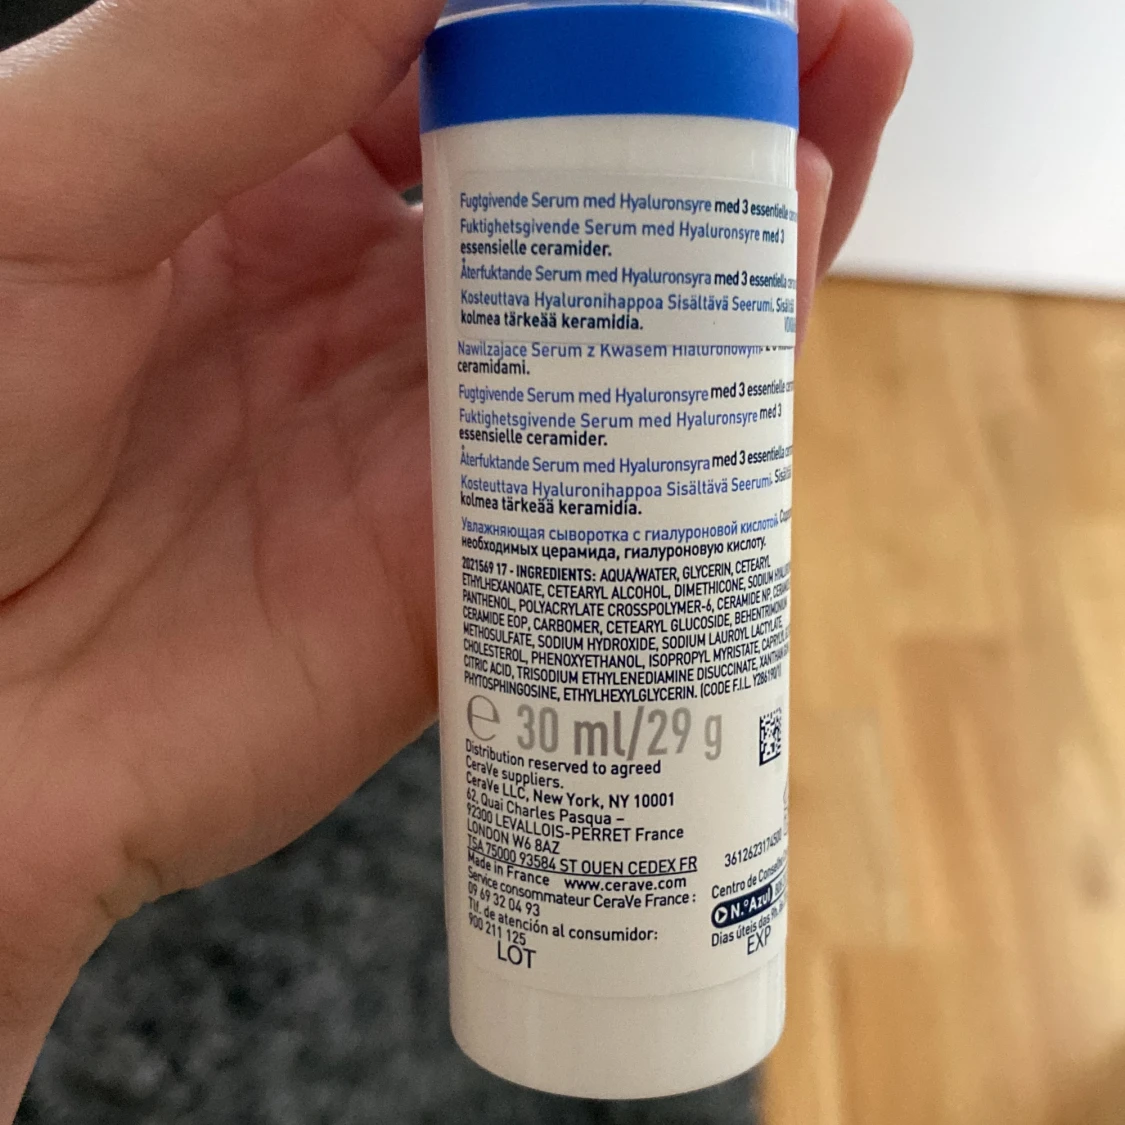 Fugtgivende Serum med Hyaluronsyre med 3 essentielle
Fuktighetsgivende Serum med Hyaluronsyre med 3
essensielle ceramider.
Återfuktande Serum med Hyaluronsyra med 3 essentiella
Kosteuttava Hyaluronihappoa Sisältävä Seerumi.
kolmea tärkeää keramidia.
Nawilżające Serum z Kwasem Hialuronowym
ceramidami.
Fugtgivende Serum med Hyaluronsyre med 3 essentielle
Fuktighetsgivende Serum med Hyaluronsyre med 3
essensielle ceramider.
Återfuktande Serum med Hyaluronsyra med 3 essentiella
Kosteuttava Hyaluronihappoa Sisältävä Seerumi.
kolmea tärkeää keramidia.
Увлажняющая сыворотка с гиалуроновой кислотой.
необходимых церамида, гиалуроновую кислоту.
2021569 17 - INGREDIENTS: AQUA/WATER, GLYCERIN, CETEARYL
ETHYLHEXANOATE, CETEARYL ALCOHOL, DIMETHICONE, SODIUM
PANTHENOL, POLYACRYLATE CROSSPOLYMER-6, CERAMIDE NP,
CERAMIDE EOP, CARBOMER, CETEARYL GLUCOSIDE, BEHENTRIMONIUM
METHOSULFATE, SODIUM HYDROXIDE, SODIUM LAUROYL LACTYLATE,
CHOLESTEROL, PHENOXYETHANOL, ISOPROPYL MYRISTATE,
CITRIC ACID, TRISODIUM ETHYLENEDIAMINE DISUCCINATE, XANTHAN
PHYTOSPHINGOSINE, ETHYLHEXYLGLYCERIN. (CODE F.I.L.
℮ 30 ml/29 g
Distribution reserved to agreed
CeraVe suppliers.
CeraVe LLC, New York, NY 10001
62, Quai Charles Pasqua –
92300 LEVALLOIS-PERRET France
LONDON W6 8AZ
TSA 75000 93584 ST OUEN CEDEX FR
Made in France www.cerave.com
Service consommateur CeraVe France :
09 69 32 04 93
Tlf. de atención al consumidor:
900 211 125
LOT
3612623174500
Centro de
N.°Azul
Dias úteis das 9h
EXP